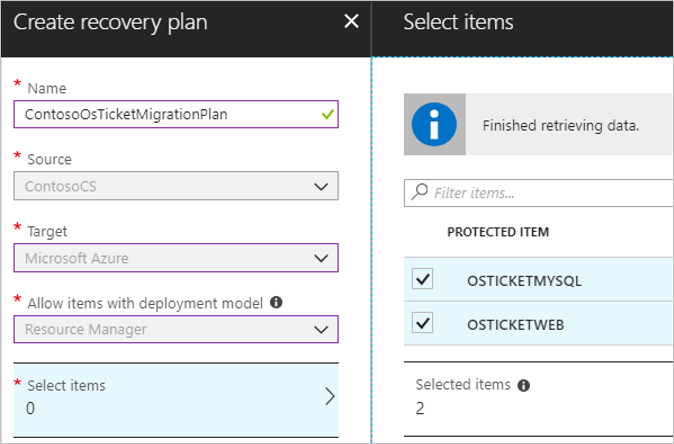 Create recovery plan
* Name
ContosoOsTicketMigrationPlan
* Source
ContosoCS
* Target
Microsoft Azure
* Allow items with deployment model
Resource Manager
* Select items
0
Select items
Finished retrieving data.
Filter items...
PROTECTED ITEM
OSTICKETMYSQL
OSTICKETWEB
Selected items
2